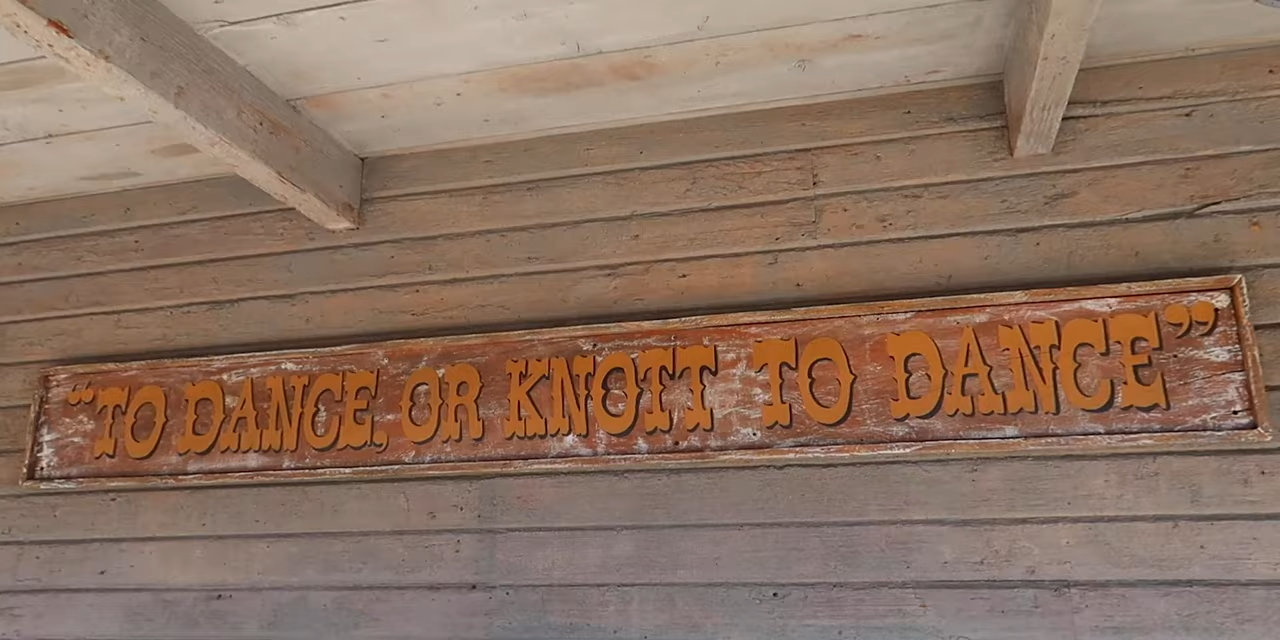 “TO DANCE, OR KNOTT TO DANCE”